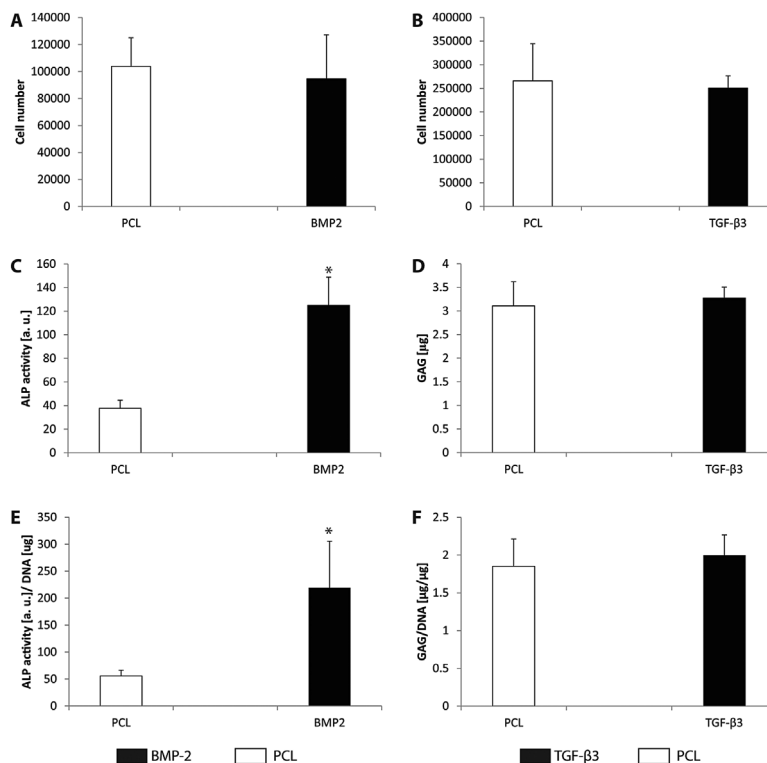 A
Cell number
140000
120000
100000
80000
60000
40000
20000
0
PCL
BMP2
B
Cell number
400000
350000
300000
250000
200000
150000
100000
50000
0
PCL
TGF-β3
C
ALP activity [a. u.]
160
140
120
100
80
60
40
20
0
*
PCL
BMP2
D
GAG [µg]
4
3.5
3
2.5
2
1.5
1
0.5
0
PCL
TGF-β3
E
ALP activity [a. u.]/ DNA [ug]
350
300
250
200
150
100
50
0
*
PCL
BMP2
F
GAG/DNA [µg/µg]
2.5
2
1.5
1
0.5
0
PCL
TGF-β3
BMP-2 PCL
TGF-β3 PCL